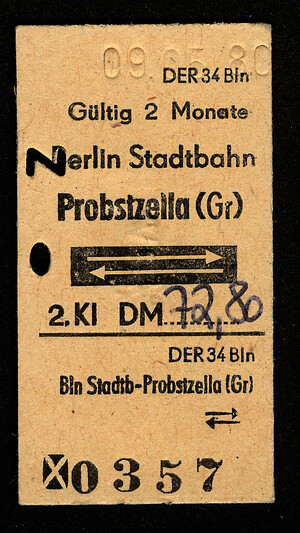 09.05.80
DER 34 Bln
Gültig 2 Monate
Berlin Stadtbahn
Probstzella (Gr)
2.Kl DM 72,80
DER 34 Bln
Bln Stadtb-Probstzella (Gr)
0357